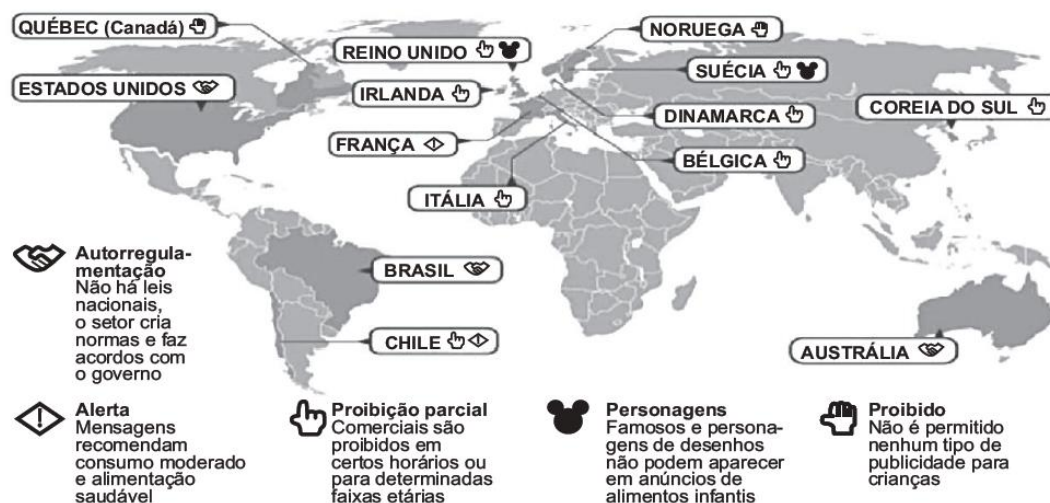 QUÉBEC (Canadá)
REINO UNIDO
NORUEGA
SUÉCIA
ESTADOS UNIDOS
IRLANDA
DINAMARCA
COREIA DO SUL
FRANÇA
BÉLGICA
ITÁLIA
BRASIL
CHILE
AUSTRÁLIA
Autorregula-
mentação
Não há leis
nacionais,
o setor cria
normas e faz
acordos com
o governo
Alerta
Mensagens
recomendam
consumo moderado
e alimentação
saudável
Proibição parcial
Comerciais são
proibidos em
certos horários ou
para determinadas
faixas etárias
Personagens
Famosos e persona-
gens de desenhos
não podem aparecer
em anúncios de
alimentos infantis
Proibido
Não é permitido
nenhum tipo de
publicidade para
crianças